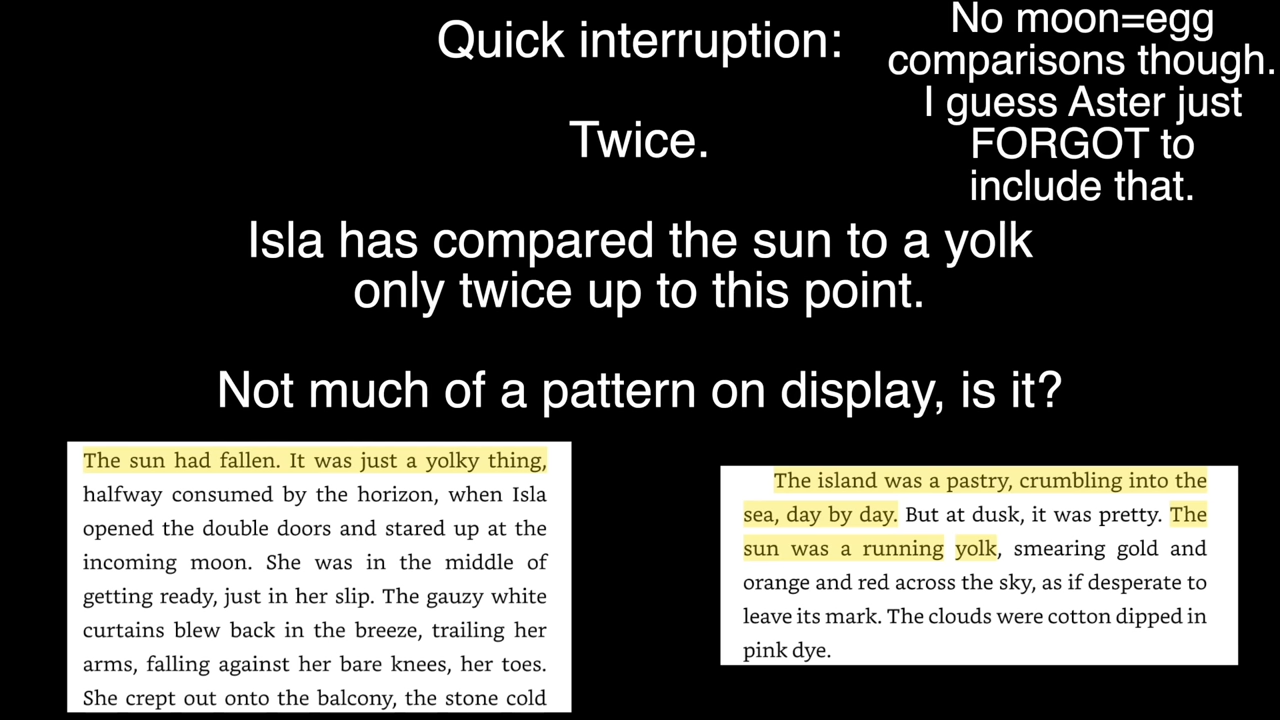 Quick interruption:
No moon=egg
comparisons though.
I guess Aster just
FORGOT to
include that.
Twice.
Isla has compared the sun to a yolk
only twice up to this point.
Not much of a pattern on display, is it?
The sun had fallen. It was just a yolky thing,
halfway consumed by the horizon, when Isla
opened the double doors and stared up at the
incoming moon. She was in the middle of
getting ready, just in her slip. The gauzy white
curtains blew back in the breeze, trailing her
arms, falling against her bare knees, her toes.
She crept out onto the balcony, the stone cold
The island was a pastry, crumbling into the
sea, day by day. But at dusk, it was pretty. The
sun was a running yolk, smearing gold and
orange and red across the sky, as if desperate to
leave its mark. The clouds were cotton dipped in
pink dye.